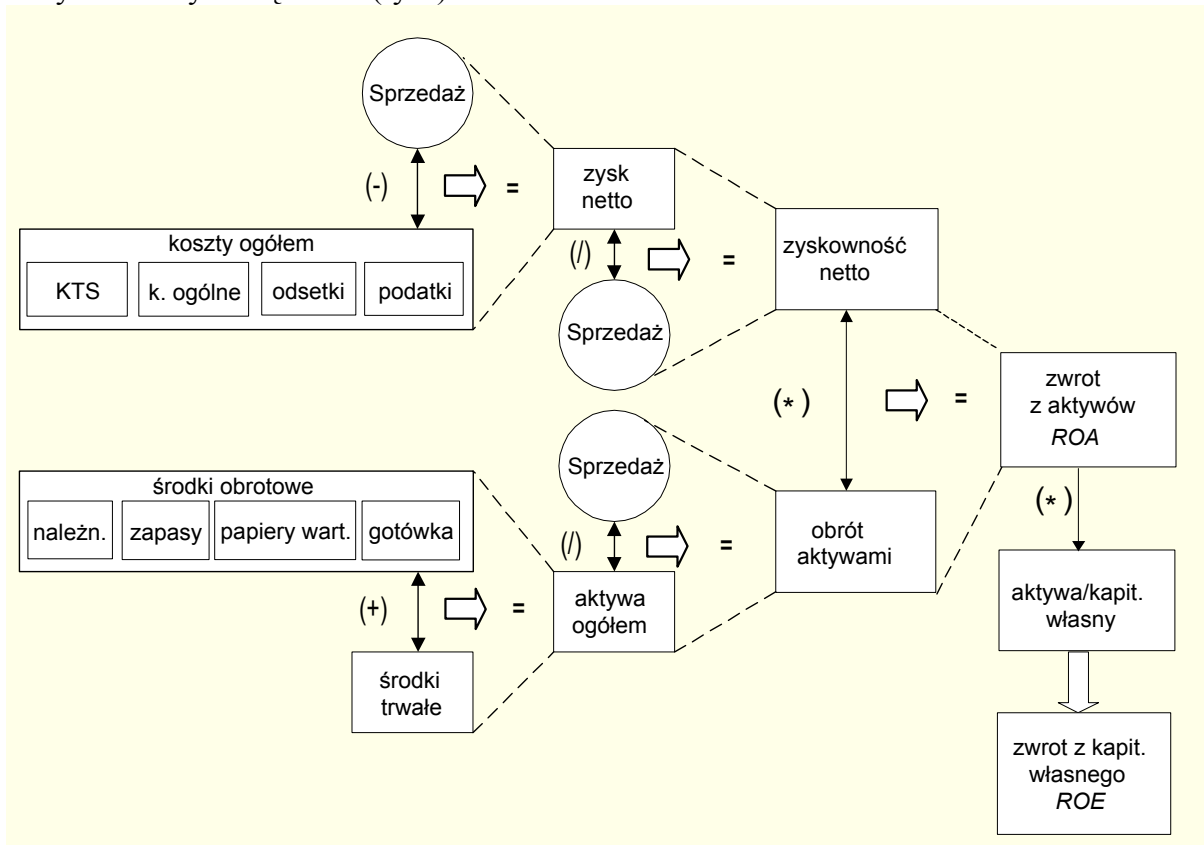 Sprzedaż
(-)
=
koszty ogółem
KTS
k. ogólne
odsetki
podatki
zysk
netto
(/)
=
Sprzedaż
zyskowność
netto
(*)
=
zwrot
z aktywów
ROA
środki obrotowe
należn.
zapasy
papiery wart.
gotówka
(+)
=
środki
trwałe
Sprzedaż
(/)
=
aktywa
ogółem
obrót
aktywami
(*)
aktywa/kapit.
własny
zwrot z kapit.
własnego
ROE